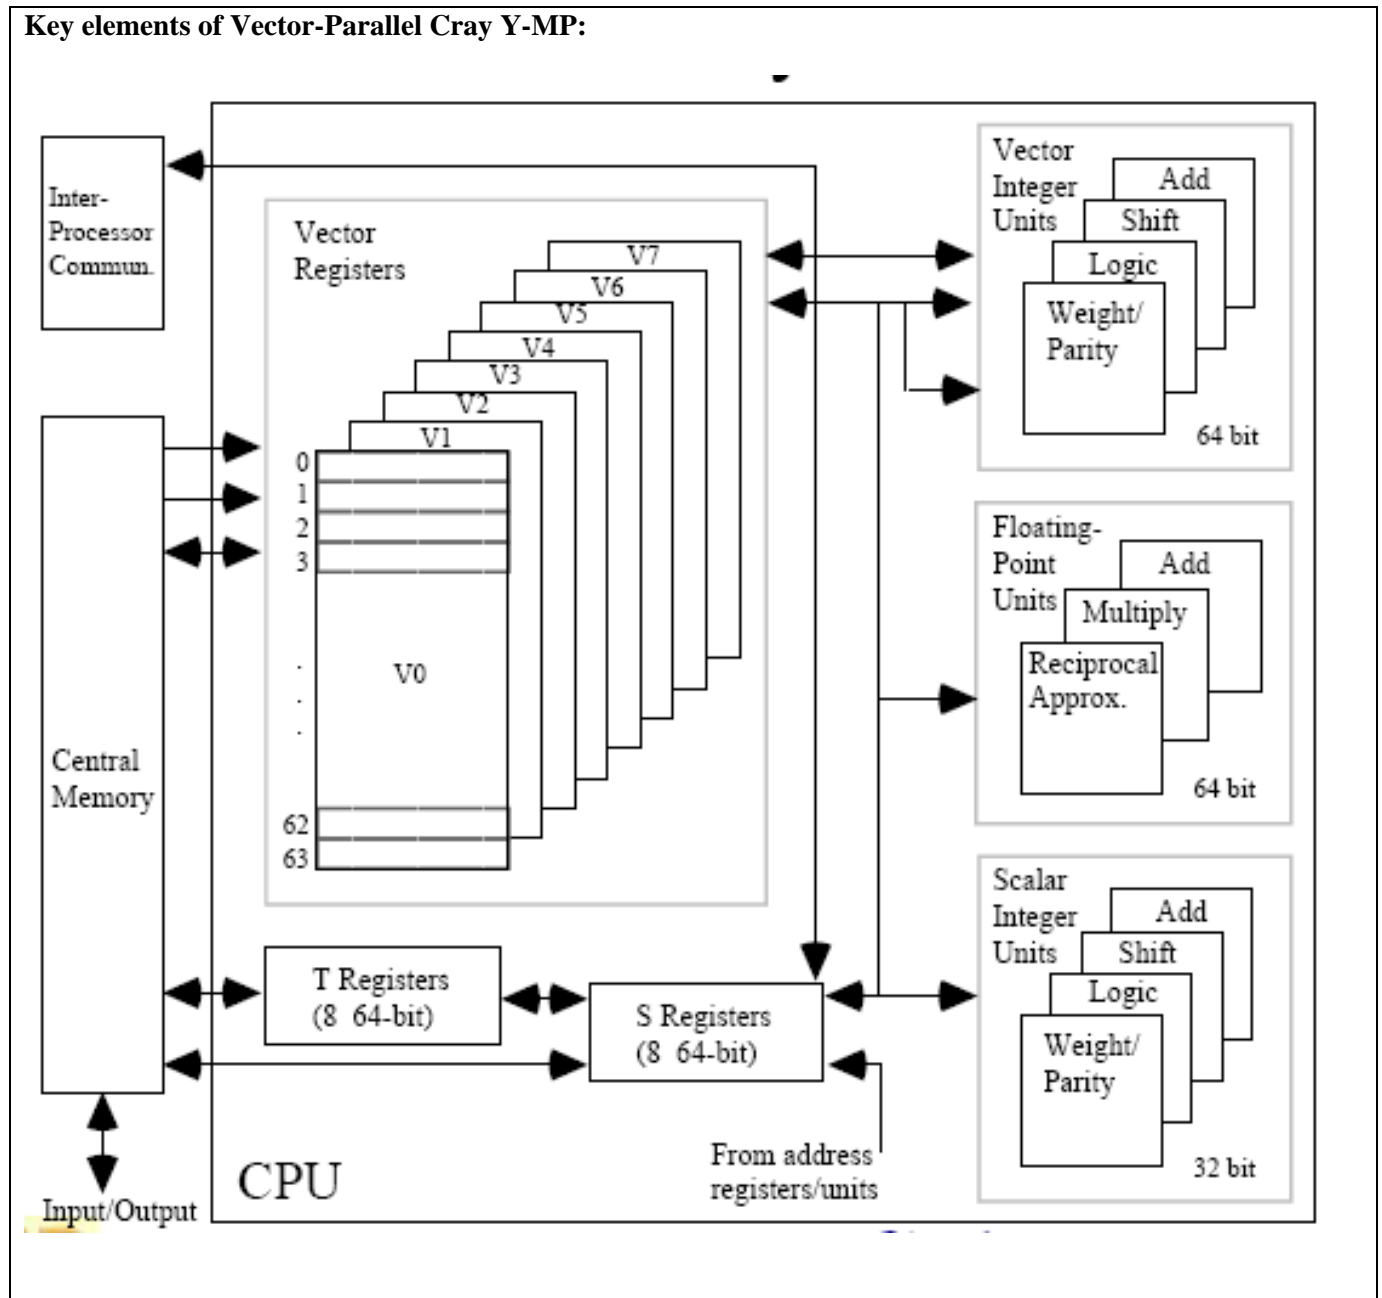 Key elements of Vector-Parallel Cray Y-MP:
Inter-
Processor
Commun.
Vector
Registers
V7
V6
V5
V4
V3
V2
V1
0
1
2
3
.
.
.
V0
62
63
Vector
Integer
Units
Add
Shift
Logic
Weight/
Parity
64 bit
Floating-
Point
Units
Add
Multiply
Reciprocal
Approx.
64 bit
Central
Memory
Scalar
Integer
Units
Add
Shift
Logic
Weight/
Parity
32 bit
T Registers
(8 64-bit)
S Registers
(8 64-bit)
From address
registers/units
CPU
Input/Output